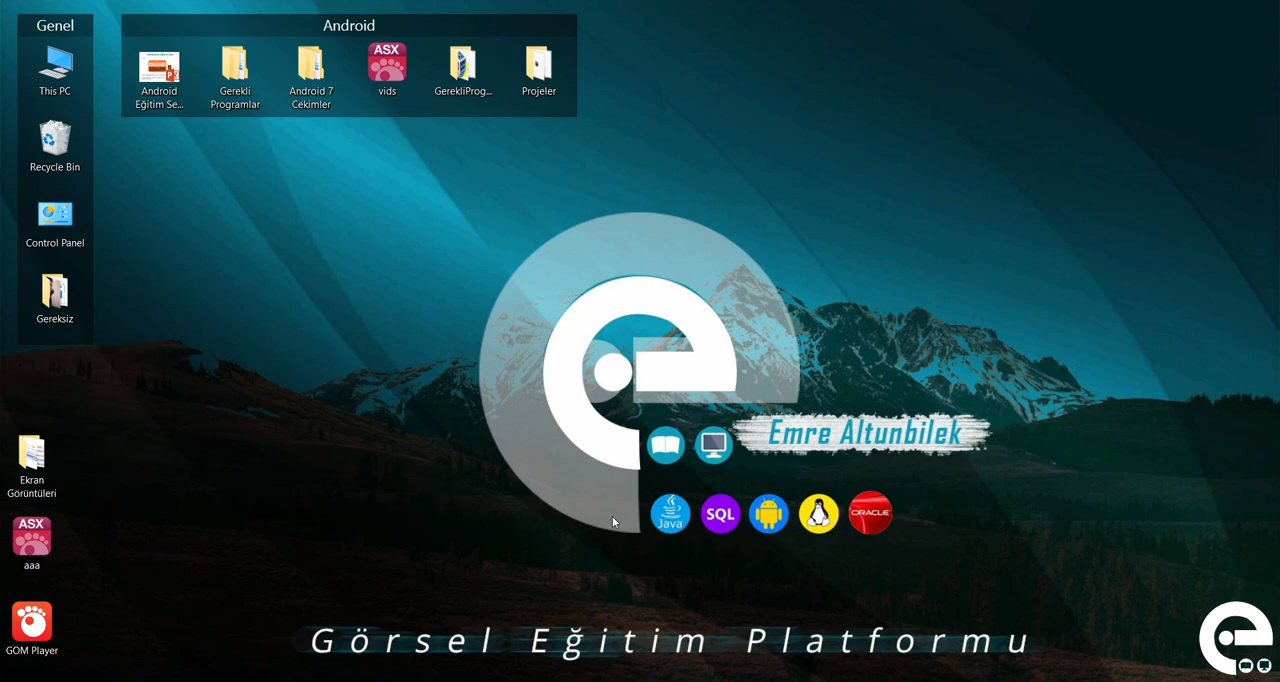 Genel
This PC
Recycle Bin
Control Panel
Gereksiz
Android
Android
Eğitim Se...
Gerekli
Programlar
Android 7
Cekimler
ASX
vids
GerekliProg...
Projeler
Ekran
Görüntüleri
ASX
aaa
GOM Player
Emre Altunbilek
Java
SQL
ORACLE
Görsel Eğitim Platformu